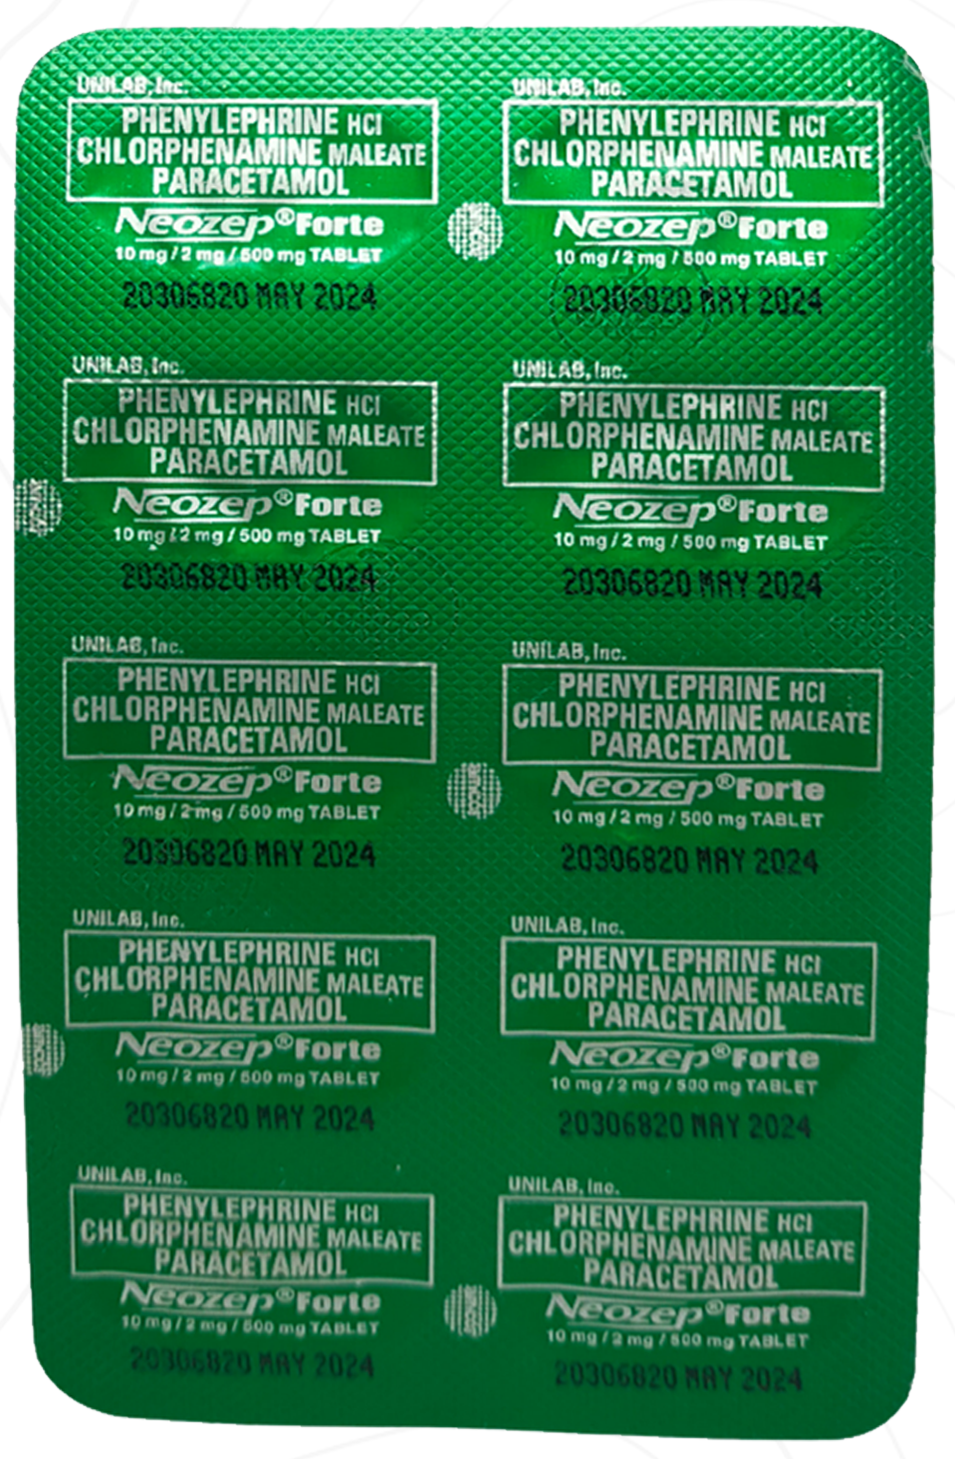 UNILAB, Inc.
PHENYLEPHRINE HCl
CHLORPHENAMINE MALEATE
PARACETAMOL
Neozep® Forte
10 mg / 2 mg / 500 mg TABLET
20306820 MAY 2024
UNILAB, Inc.
PHENYLEPHRINE HCl
CHLORPHENAMINE MALEATE
PARACETAMOL
Neozep® Forte
10 mg / 2 mg / 500 mg TABLET
20306820 MAY 2024
UNILAB, Inc.
PHENYLEPHRINE HCl
CHLORPHENAMINE MALEATE
PARACETAMOL
Neozep® Forte
10 mg / 2 mg / 500 mg TABLET
20306820 MAY 2024
UNILAB, Inc.
PHENYLEPHRINE HCl
CHLORPHENAMINE MALEATE
PARACETAMOL
Neozep® Forte
10 mg / 2 mg / 500 mg TABLET
20306820 MAY 2024
UNILAB, Inc.
PHENYLEPHRINE HCl
CHLORPHENAMINE MALEATE
PARACETAMOL
Neozep® Forte
10 mg / 2 mg / 500 mg TABLET
20306820 MAY 2024
UNILAB, Inc.
PHENYLEPHRINE HCl
CHLORPHENAMINE MALEATE
PARACETAMOL
Neozep® Forte
10 mg / 2 mg / 500 mg TABLET
20306820 MAY 2024
UNILAB, Inc.
PHENYLEPHRINE HCl
CHLORPHENAMINE MALEATE
PARACETAMOL
Neozep® Forte
10 mg / 2 mg / 500 mg TABLET
20306820 MAY 2024
UNILAB, Inc.
PHENYLEPHRINE HCl
CHLORPHENAMINE MALEATE
PARACETAMOL
Neozep® Forte
10 mg / 2 mg / 500 mg TABLET
20306820 MAY 2024
UNILAB, Inc.
PHENYLEPHRINE HCl
CHLORPHENAMINE MALEATE
PARACETAMOL
Neozep® Forte
10 mg / 2 mg / 500 mg TABLET
20306820 MAY 2024
UNILAB, Inc.
PHENYLEPHRINE HCl
CHLORPHENAMINE MALEATE
PARACETAMOL
Neozep® Forte
10 mg / 2 mg / 500 mg TABLET
20306820 MAY 2024